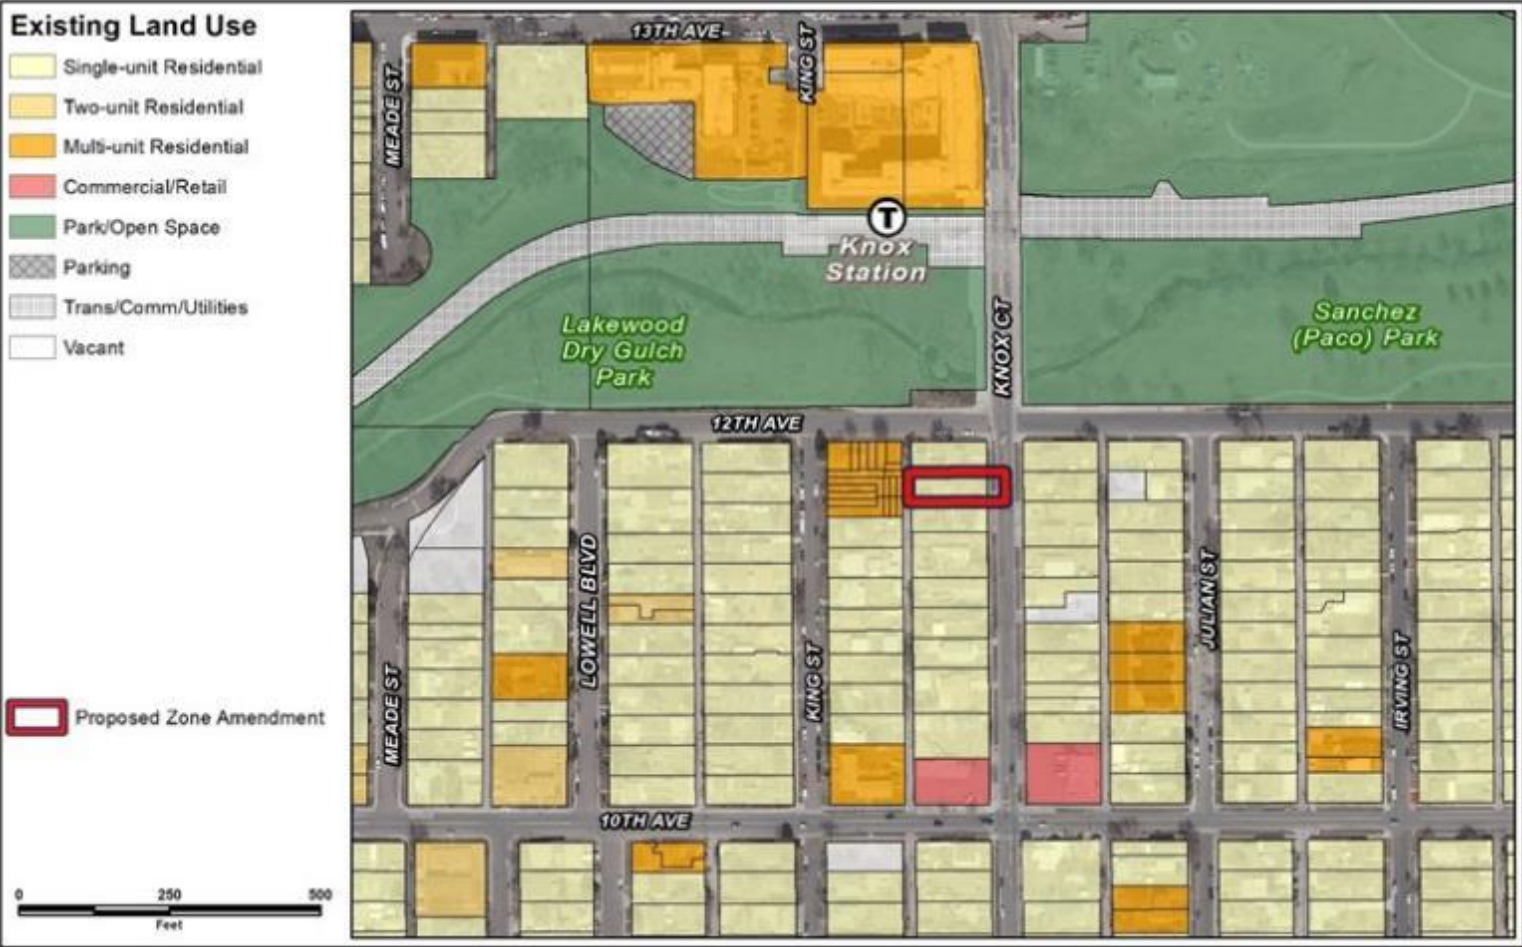 Existing Land Use
Single-unit Residential
Two-unit Residential
Multi-unit Residential
Commercial/Retail
Park/Open Space
Parking
Trans/Comm/Utilities
Vacant
Proposed Zone Amendment
0 250 500
Feet
13TH AVE
KING ST
MEADE ST
T
Knox
Station
KNOX CT
Lakewood
Dry Gulch
Park
Sanchez
(Paco) Park
12TH AVE
LOWELL BLVD
JULIAN ST
MEADE ST
KING ST
IRVING ST
10TH AVE